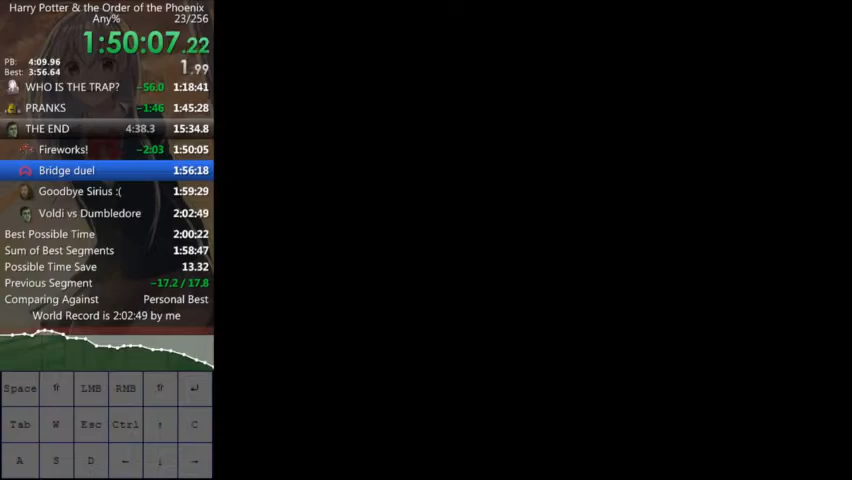 Harry Potter & the Order of the Phoenix
Any% 23/256
1:50:07.22
PB: 4:09.96
Best: 3:56.64 1.99
WHO IS THE TRAP? −56.0 1:18:41
PRANKS −1:46 1:45:28
THE END 4:38.3 15:34.8
Fireworks! −2:03 1:50:05
Bridge duel 1:56:18
Goodbye Sirius :( 1:59:29
Voldi vs Dumbledore 2:02:49
Best Possible Time 2:00:22
Sum of Best Segments 1:58:47
Possible Time Save 13.32
Previous Segment −17.2 / 17.8
Comparing Against Personal Best
World Record is 2:02:49 by me
Space ⇧ LMB RMB ⇧ ↵
Tab W Esc Ctrl ↑ C
A S D ← ↓ →